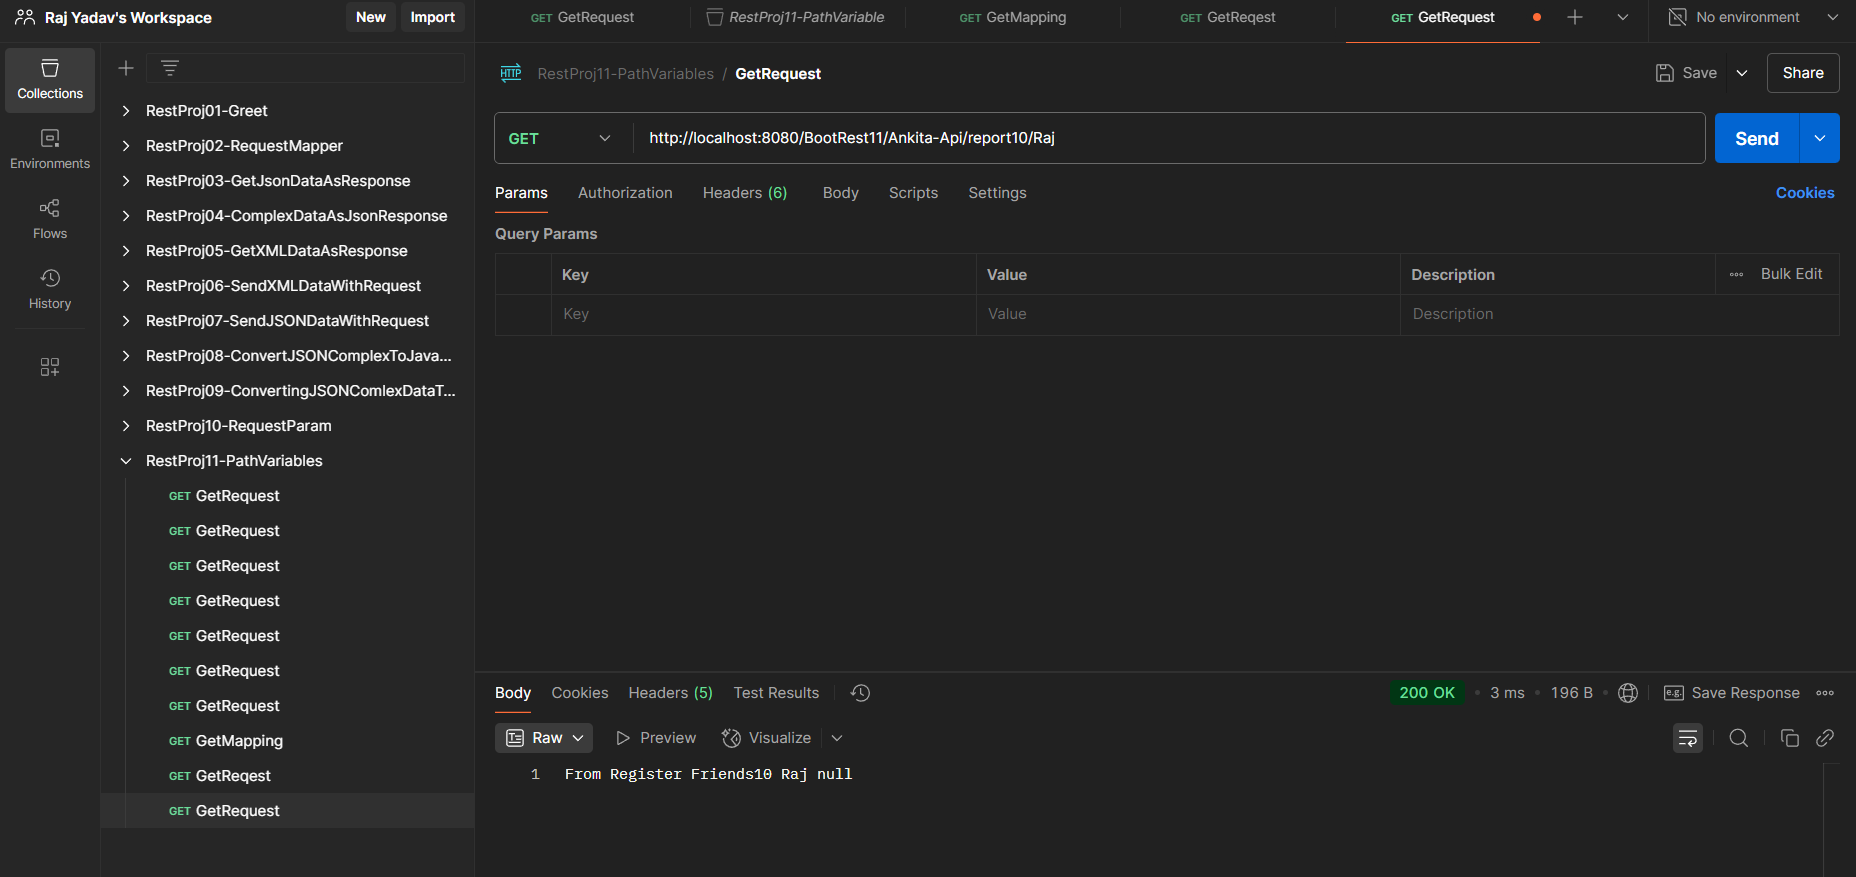 Raj Yadav's Workspace
New
Import
GET GetRequest
RestProj11-PathVariable
GET GetMapping
GET GetReqest
GET GetRequest
No environment
Collections
Environments
Flows
History
RestProj01-Greet
RestProj02-RequestMapper
RestProj03-GetJsonDataAsResponse
RestProj04-ComplexDataAsJsonResponse
RestProj05-GetXMLDataAsResponse
RestProj06-SendXMLDataWithRequest
RestProj07-SendJSONDataWithRequest
RestProj08-ConvertJSONComplexToJava...
RestProj09-ConvertingJSONComlexDataT...
RestProj10-RequestParam
RestProj11-PathVariables
GET GetRequest
GET GetRequest
GET GetRequest
GET GetRequest
GET GetRequest
GET GetRequest
GET GetRequest
GET GetMapping
GET GetReqest
GET GetRequest
HTTP RestProj11-PathVariables / GetRequest
Save
Share
GET
http://localhost:8080/BootRest11/Ankita-Api/report10/Raj
Send
Params Authorization Headers (6) Body Scripts Settings
Cookies
Query Params
Key Value Description
Bulk Edit
Key Value Description
Body Cookies Headers (5) Test Results
200 OK • 3 ms • 196 B •
e.g. Save Response
Raw Preview Visualize
1 From Register Friends10 Raj null